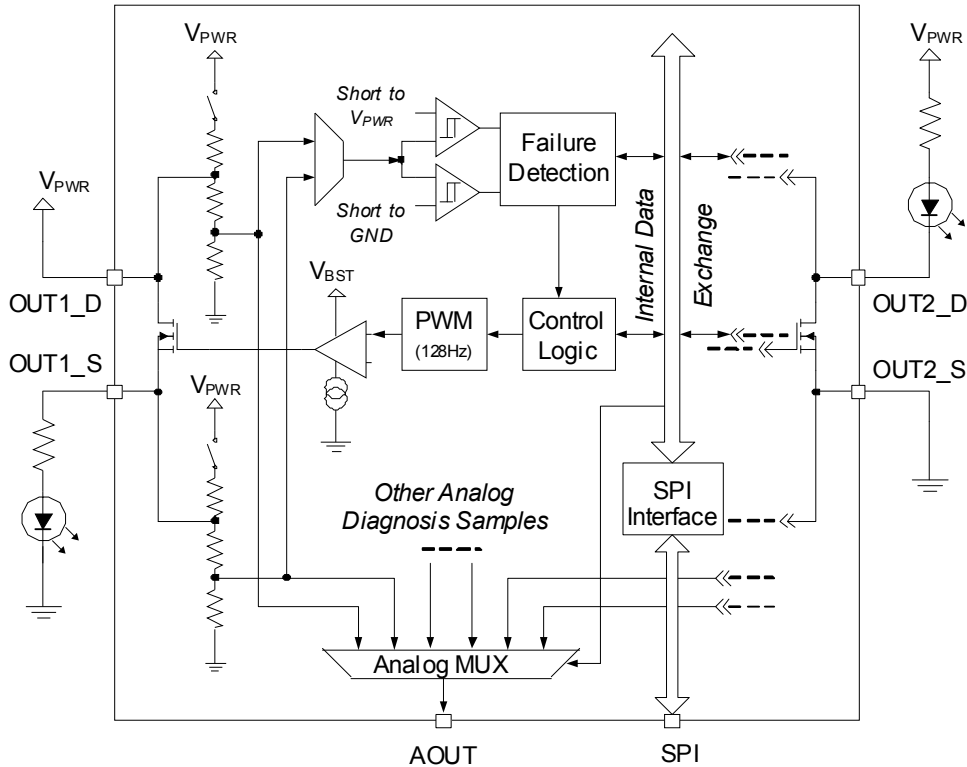 VPWR
VPWR
Short to
VPWR
Failure
Detection
VPWR
Short to
GND
Internal Data
Exchange
OUT1_D
OUT2_D
VBST
PWM
(128Hz)
Control
Logic
OUT1_S
OUT2_S
VPWR
Other Analog
Diagnosis Samples
SPI
Interface
Analog MUX
AOUT
SPI